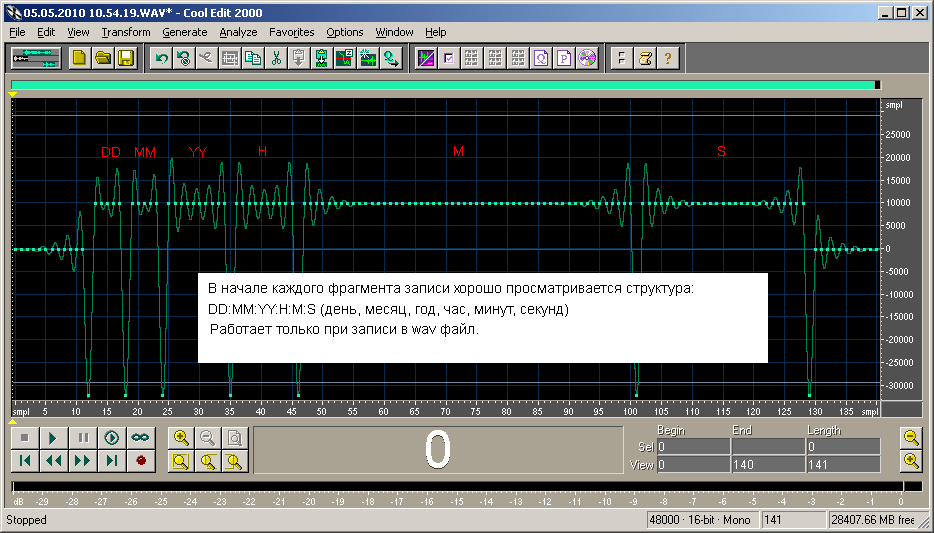 05.05.2010 10.54.19.WAV* - Cool Edit 2000
File Edit View Transform Generate Analyze Favorites Options Window Help
F ?
smpl
DD MM YY H M S
25000
20000
15000
10000
5000
0
-5000
-10000
-15000
-20000
-25000
-30000
В начале каждого фрагмента записи хорошо просматривается структура:
DD:MM:YY:H:M:S (день, месяц, год, час, минут, секунд)
Работает только при записи в wav файл.
smpl 5 10 15 20 25 30 35 40 45 50 55 60 65 70 75 80 85 90 95 100 105 110 115 120 125 130 135 smpl
0
Begin End Length
Sel 0 0
View 0 140 141
dB -29 -28 -27 -26 -25 -24 -23 -22 -21 -20 -19 -18 -17 -16 -15 -14 -13 -12 -11 -10 -9 -8 -7 -6 -5 -4 -3 -2 -1 0
Stopped 48000 · 16-bit · Mono 141 28407.66 MB free